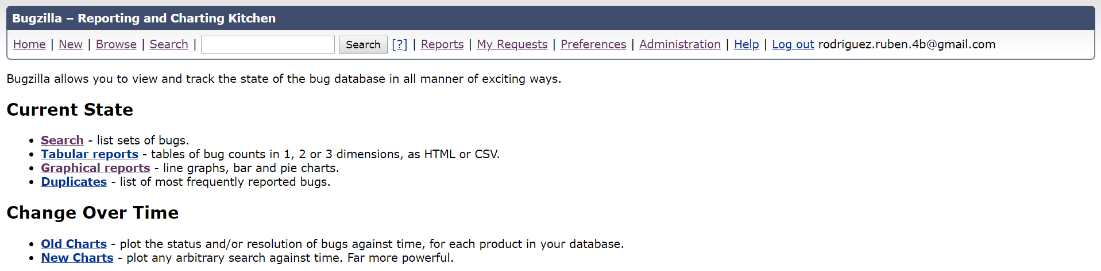 Bugzilla – Reporting and Charting Kitchen
Home | New | Browse | Search | Search [?] | Reports | My Requests | Preferences | Administration | Help | Log out rodriguez.ruben.4b@gmail.com
Bugzilla allows you to view and track the state of the bug database in all manner of exciting ways.
Current State
• Search - list sets of bugs.
• Tabular reports - tables of bug counts in 1, 2 or 3 dimensions, as HTML or CSV.
• Graphical reports - line graphs, bar and pie charts.
• Duplicates - list of most frequently reported bugs.
Change Over Time
• Old Charts - plot the status and/or resolution of bugs against time, for each product in your database.
• New Charts - plot any arbitrary search against time. Far more powerful.